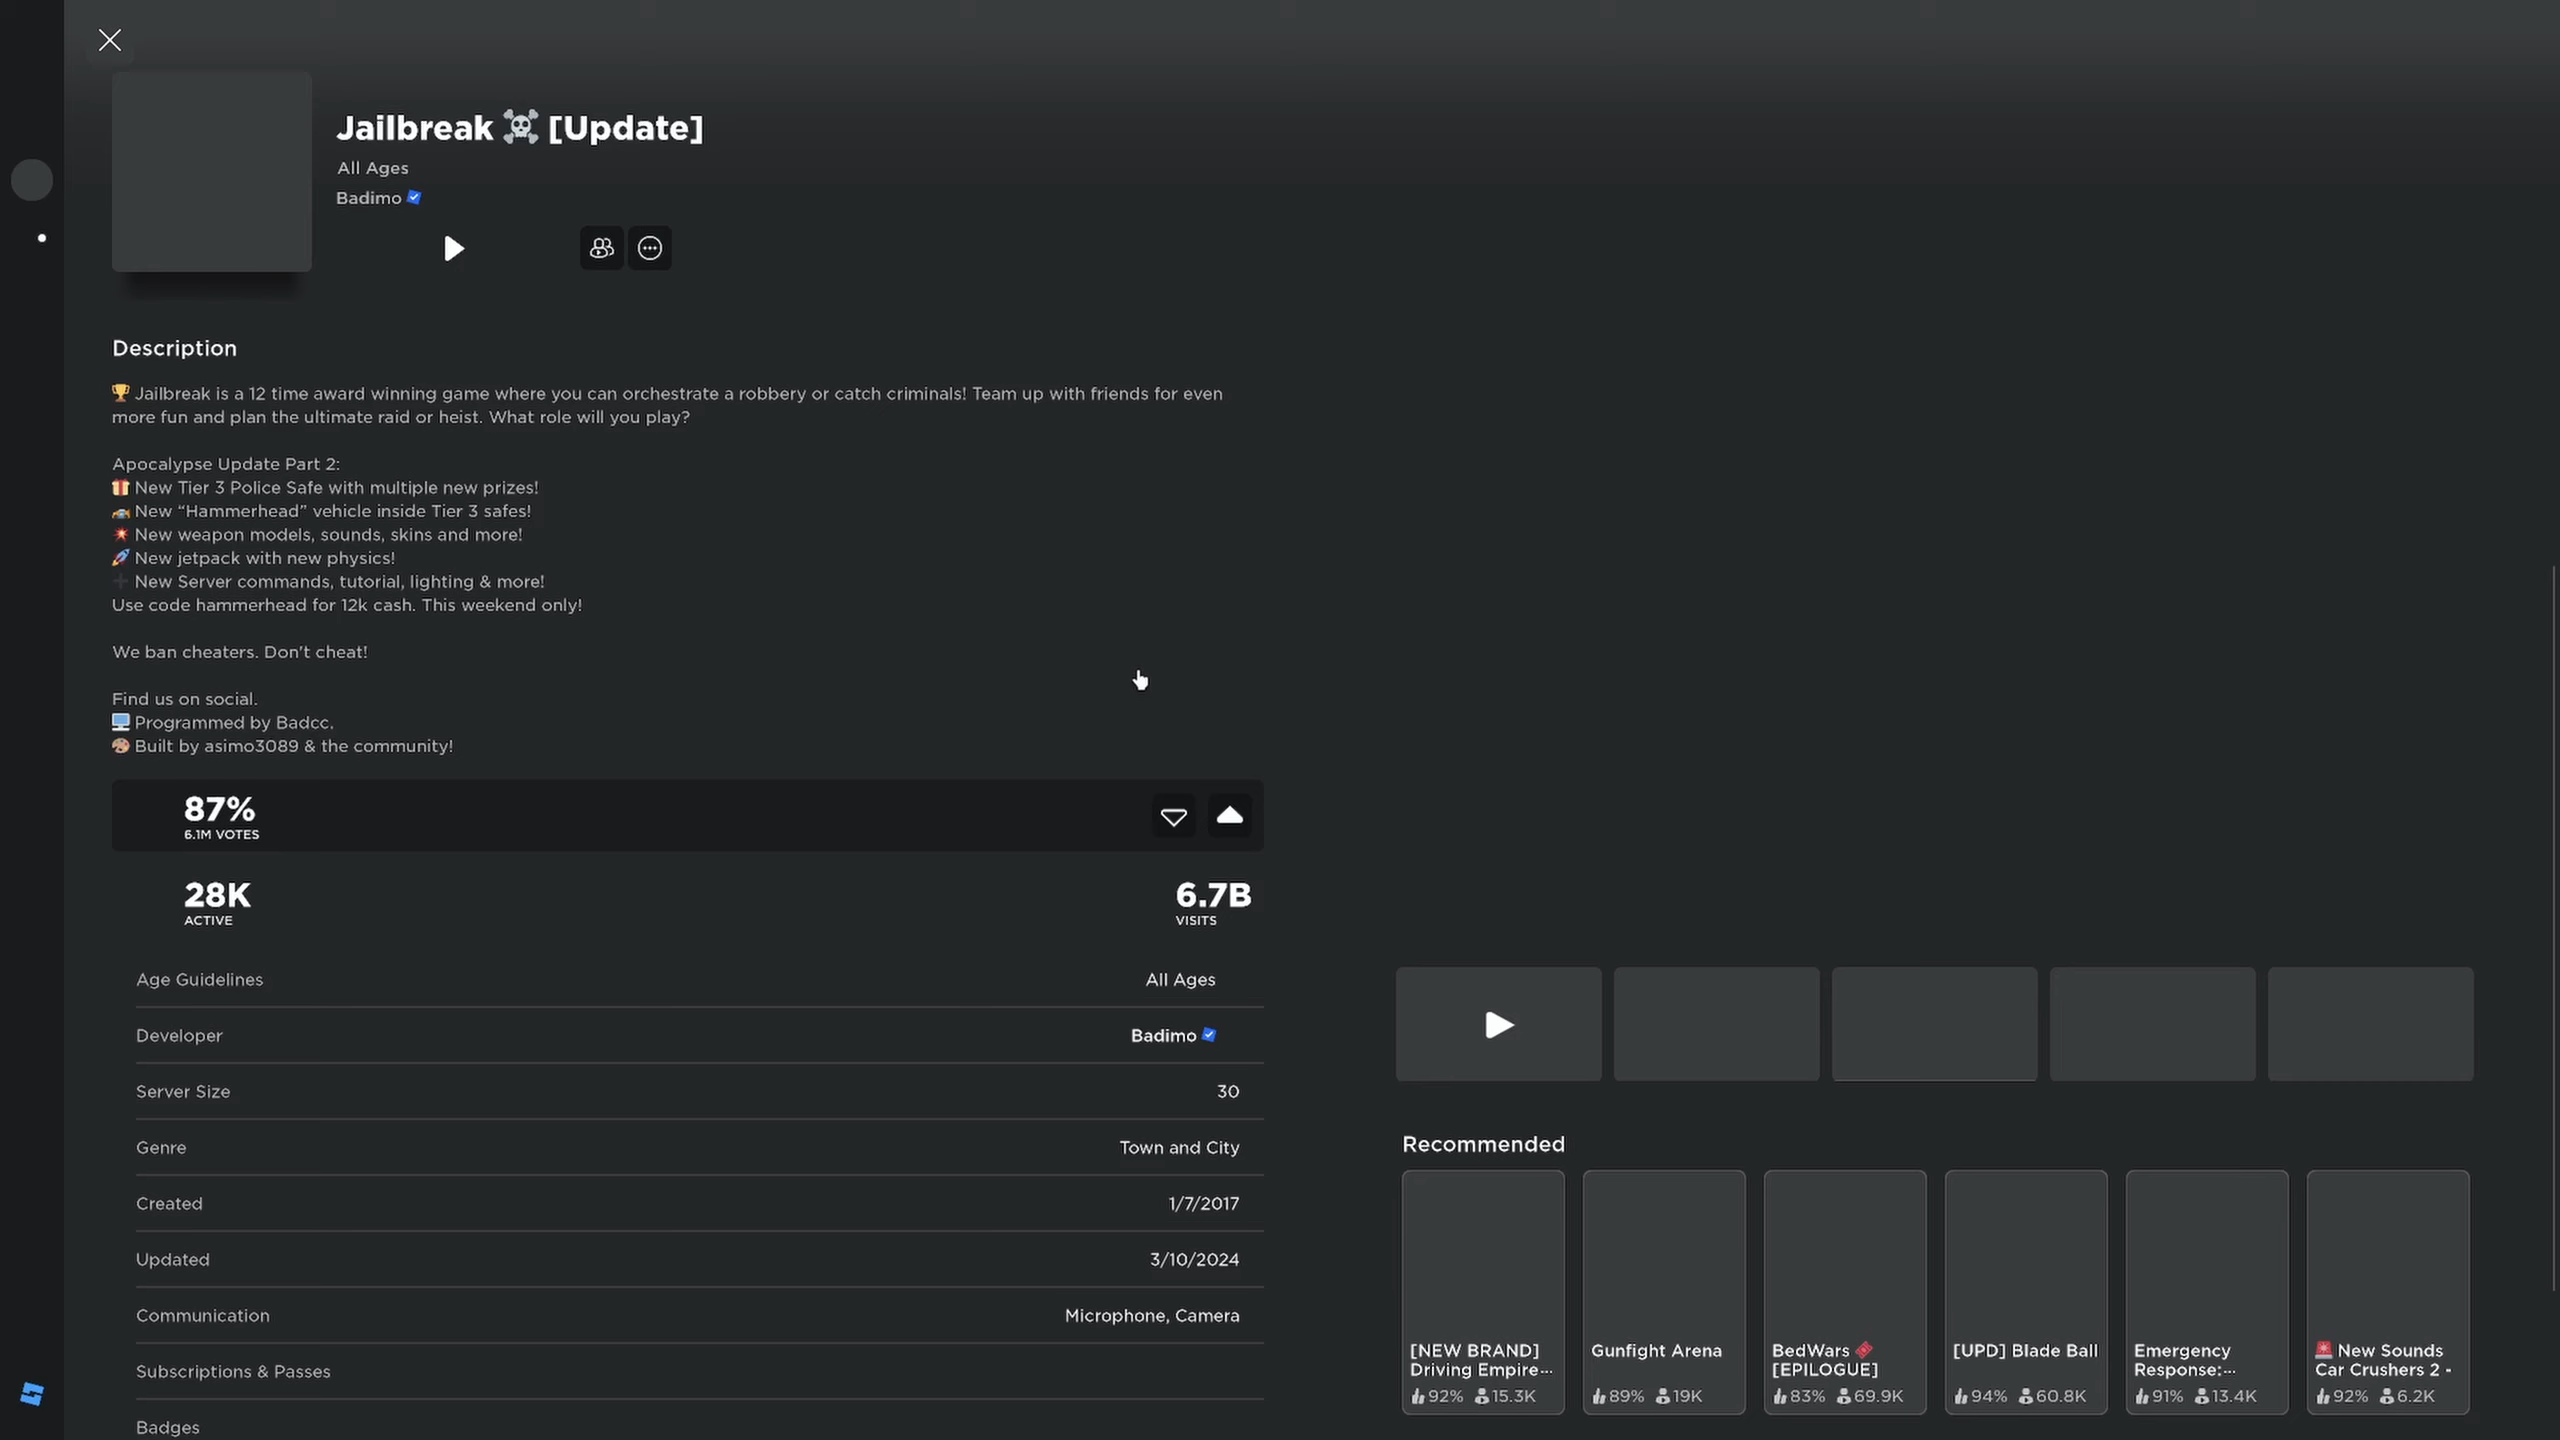 Jailbreak ☠️ [Update]
All Ages
Badimo
Description
🏆 Jailbreak is a 12 time award winning game where you can orchestrate a robbery or catch criminals! Team up with friends for even
more fun and plan the ultimate raid or heist. What role will you play?
Apocalypse Update Part 2:
🎁 New Tier 3 Police Safe with multiple new prizes!
🚗 New “Hammerhead” vehicle inside Tier 3 safes!
💥 New weapon models, sounds, skins and more!
🚀 New jetpack with new physics!
➕ New Server commands, tutorial, lighting & more!
Use code hammerhead for 12k cash. This weekend only!
We ban cheaters. Don't cheat!
Find us on social.
🖥️ Programmed by Badcc.
🎨 Built by asimo3089 & the community!
87%
6.1M VOTES
28K
ACTIVE
6.7B
VISITS
Age Guidelines All Ages
Developer Badimo
Server Size 30
Genre Town and City
Created 1/7/2017
Updated 3/10/2024
Communication Microphone, Camera
Subscriptions & Passes
Badges
Recommended
[NEW BRAND]
Driving Empire...
92% 15.3K
Gunfight Arena
89% 19K
BedWars 🎟️
[EPILOGUE]
83% 69.9K
[UPD] Blade Ball
94% 60.8K
Emergency
Response:...
91% 13.4K
🚨 New Sounds
Car Crushers 2 -
92% 6.2K